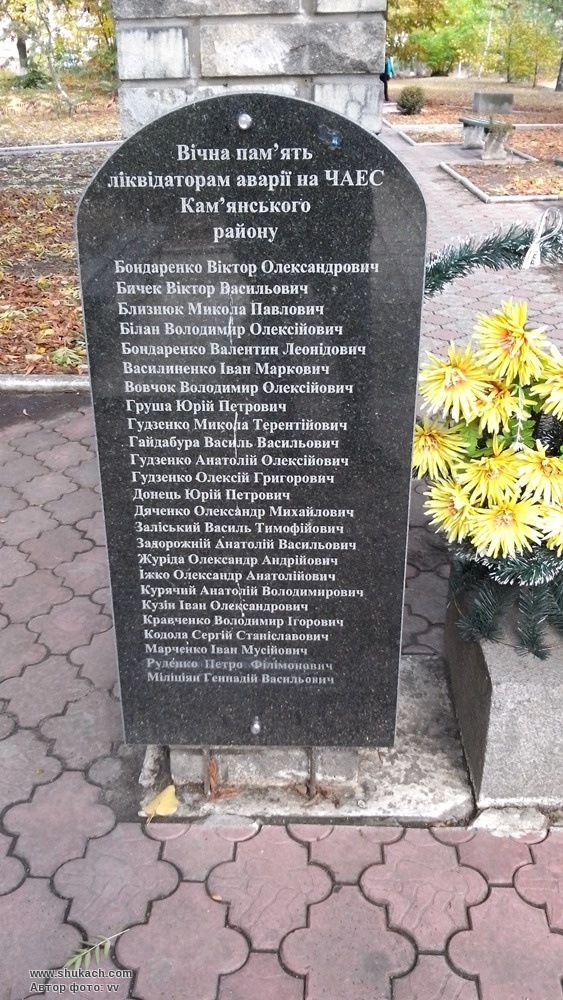 Вічна пам’ять
ліквідаторам аварії на ЧАЕС
Кам’янського
району
Бондаренко Віктор Олександрович
Бичек Віктор Васильович
Близнюк Микола Павлович
Білан Володимир Олексійович
Бондаренко Валентин Леонідович
Василиненко Іван Маркович
Вовчок Володимир Олексійович
Груша Юрій Петрович
Гудзенко Микола Терентійович
Гайдабура Василь Васильович
Гудзенко Анатолій Олексійович
Гудзенко Олексій Григорович
Донець Юрій Петрович
Дяченко Олександр Михайлович
Заліський Василь Тимофійович
Задорожній Анатолій Васильович
Журіда Олександр Андрійович
Їжко Олександр Анатолійович
Курячий Анатолій Володимирович
Кузін Іван Олександрович
Кравченко Володимир Ігорович
Кодола Сергій Станіславович
Марченко Іван Мусійович
Руденко Петро Філімонович
Міліціян Геннадій Васильович
www.shukach.com
Автор фото: vv